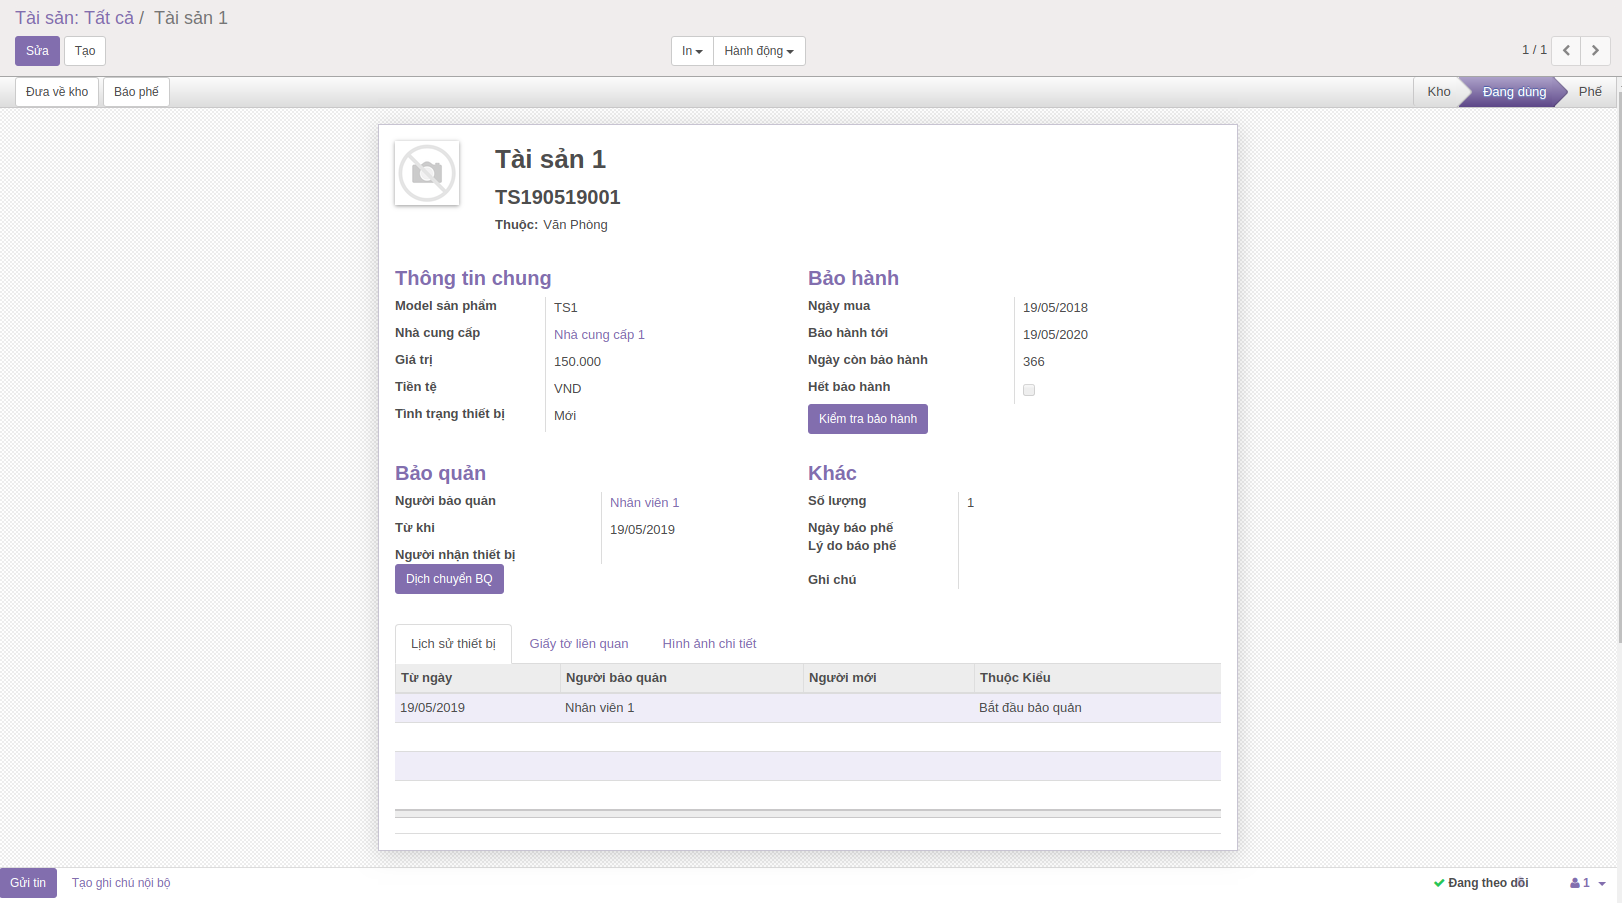 Tài sản: Tất cả / Tài sản 1
Sửa Tạo In Hành động 1 / 1
Đưa về kho Báo phế Kho Đang dùng Phế
Tài sản 1
TS190519001
Thuộc: Văn Phòng
Thông tin chung
Model sản phẩm TS1
Nhà cung cấp Nhà cung cấp 1
Giá trị 150.000
Tiền tệ VND
Tình trạng thiết bị Mới
Bảo hành
Ngày mua 19/05/2018
Bảo hành tới 19/05/2020
Ngày còn bảo hành 366
Hết bảo hành
Kiểm tra bảo hành
Bảo quản
Người bảo quản Nhân viên 1
Từ khi 19/05/2019
Người nhận thiết bị
Dịch chuyển BQ
Khác
Số lượng 1
Ngày báo phế
Lý do báo phế
Ghi chú
Lịch sử thiết bị Giấy tờ liên quan Hình ảnh chi tiết
Từ ngày Người bảo quản Người mới Thuộc Kiểu
19/05/2019 Nhân viên 1 Bắt đầu bảo quản
Gửi tin Tạo ghi chú nội bộ Đang theo dõi 1